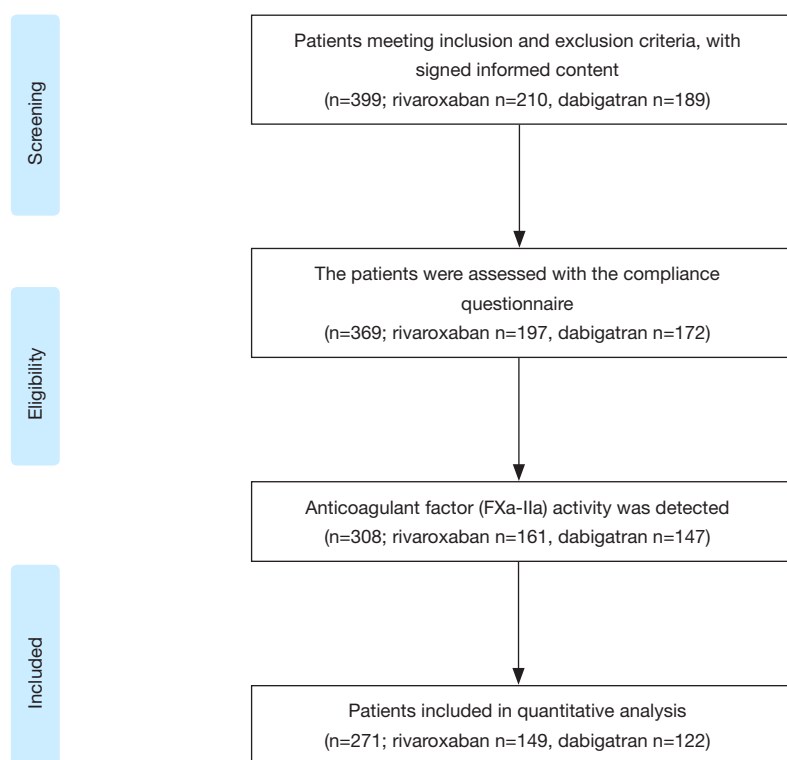 Screening
Patients meeting inclusion and exclusion criteria, with
signed informed content
(n=399; rivaroxaban n=210, dabigatran n=189)
Eligibility
The patients were assessed with the compliance
questionnaire
(n=369; rivaroxaban n=197, dabigatran n=172)
Anticoagulant factor (FXa-IIa) activity was detected
(n=308; rivaroxaban n=161, dabigatran n=147)
Included
Patients included in quantitative analysis
(n=271; rivaroxaban n=149, dabigatran n=122)